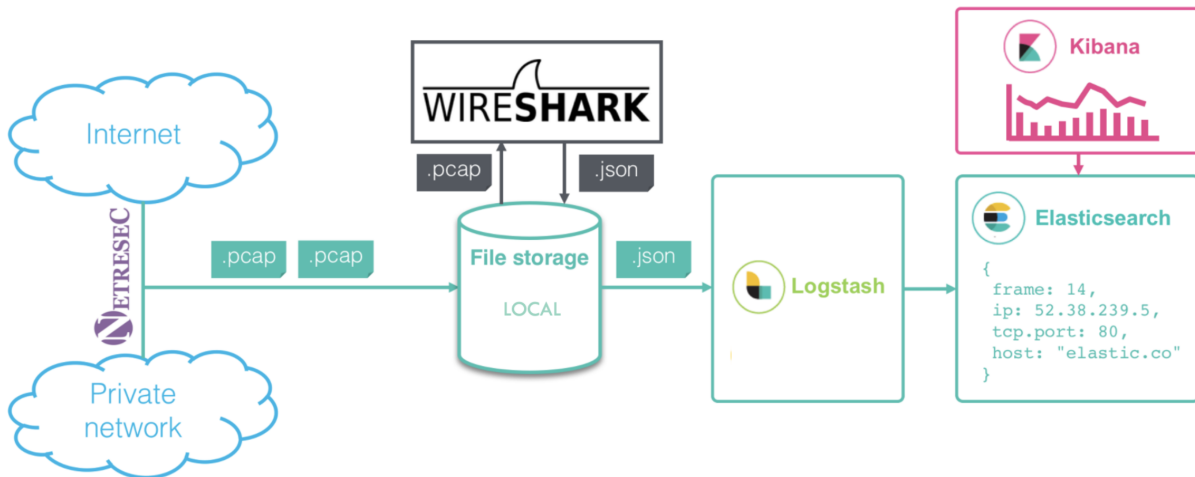 Internet
NETRESEC
Private
network
.pcap
.pcap
WIRESHARK
.pcap
.json
File storage
LOCAL
.json
Logstash
Kibana
Elasticsearch
{
frame: 14,
ip: 52.38.239.5,
tcp.port: 80,
host: "elastic.co"
}